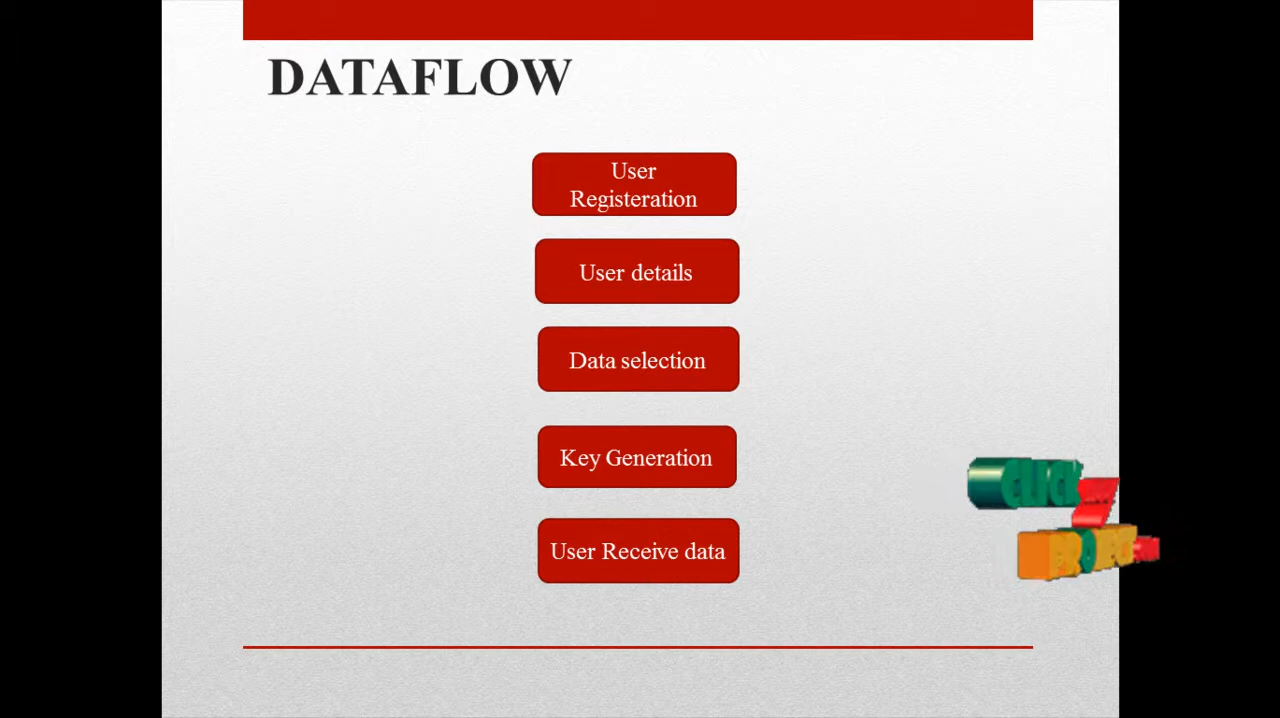 DATAFLOW
User
Registeration
User details
Data selection
Key Generation
User Receive data